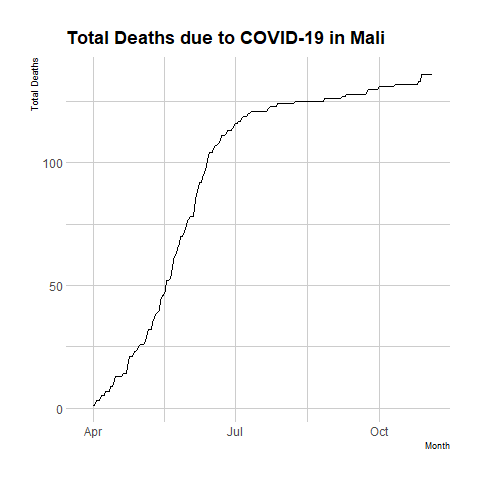 Total Deaths due to COVID-19 in Mali
Total Deaths
100
50
0
Apr Jul Oct
Month